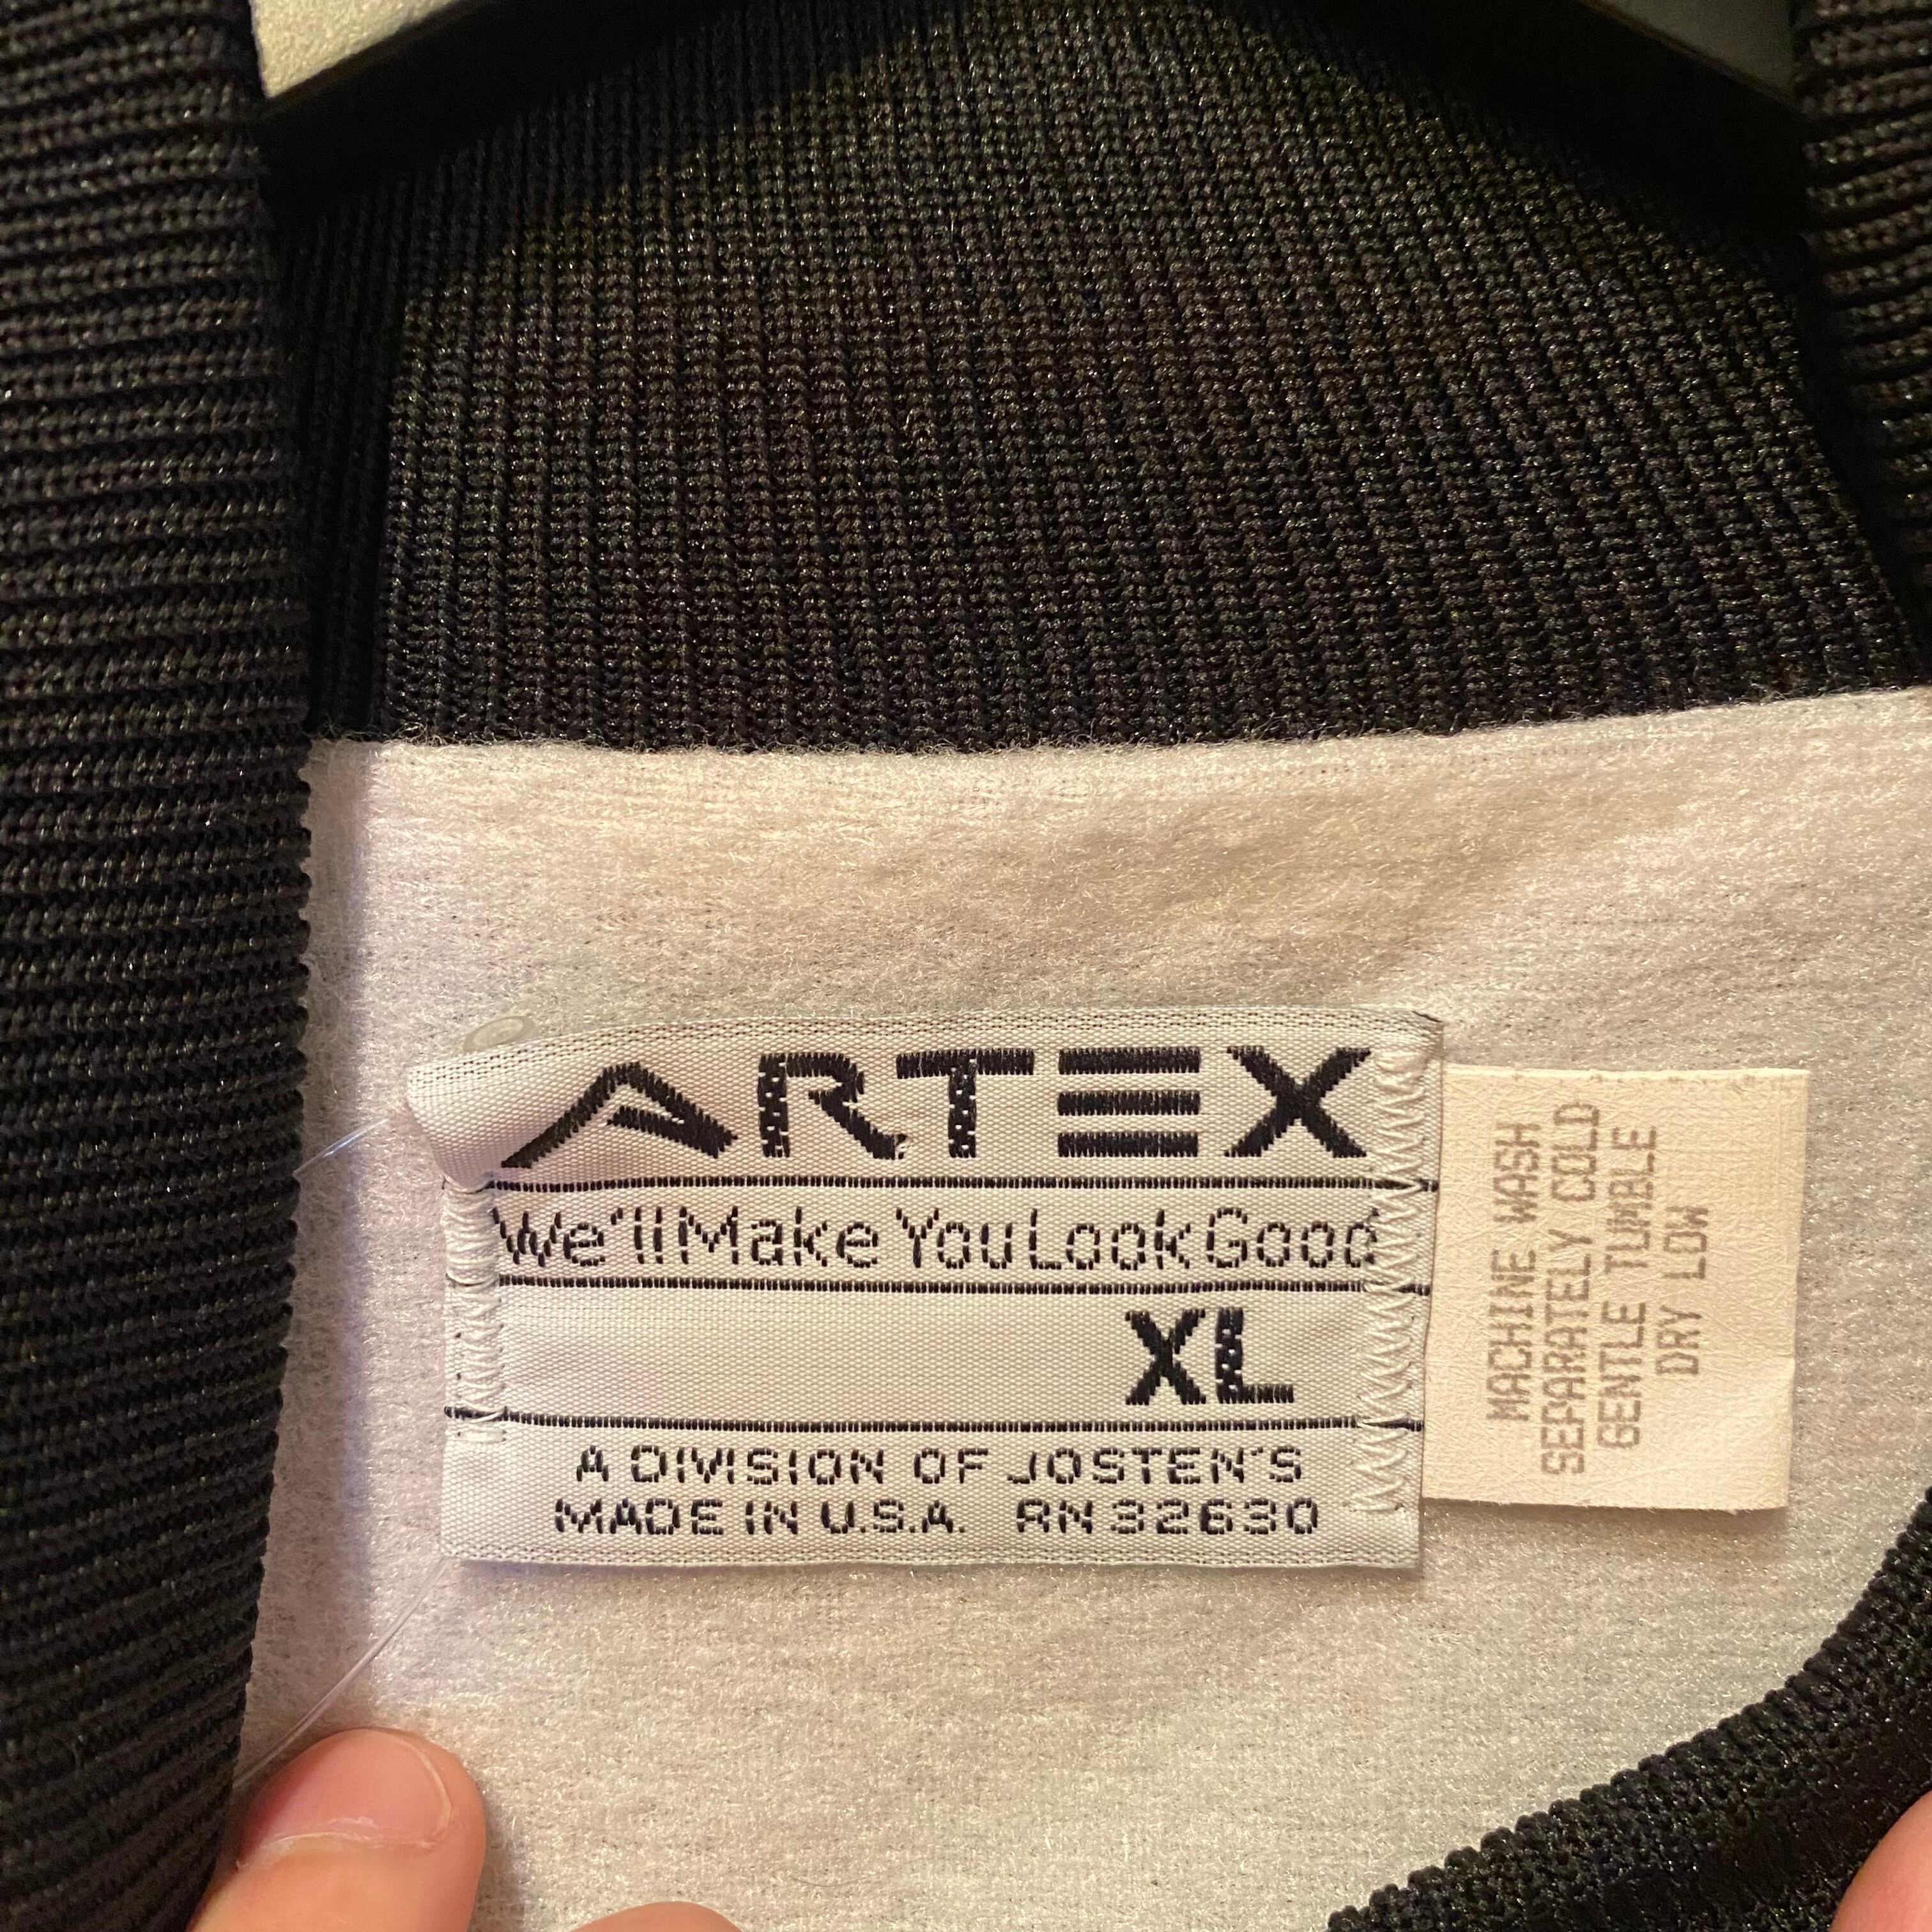 ARTEX
We'll Make You Look Good
XL
A DIVISION OF JOSTEN'S
MADE IN U.S.A. RN 32630
MACHINE WASH
SEPARATELY COLD
GENTLE TUMBLE
DRY LOW